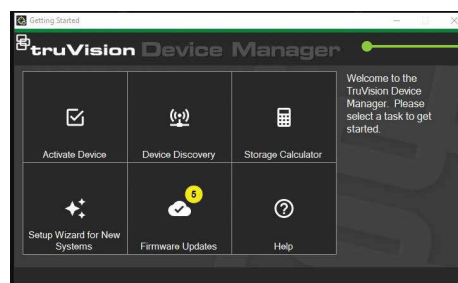 Getting Started
truVision Device Manager
Welcome to the
TruVision Device
Manager. Please
select a task to get
started.
Activate Device
Device Discovery
Storage Calculator
5
Setup Wizard for New
Systems
Firmware Updates
Help